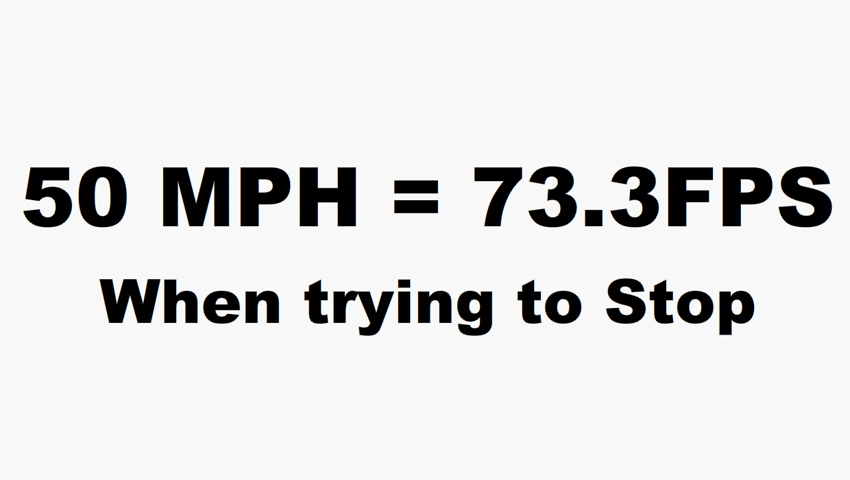 50 MPH = 73.3FPS
When trying to Stop